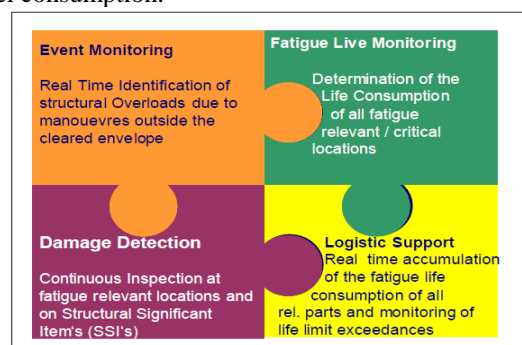 Event Monitoring
Real Time Identification of
structural Overloads due to
manouevres outside the
cleared envelope
Fatigue Live Monitoring
Determination of the
Life Consumption
of all fatigue
relevant / critical
locations
Damage Detection
Continuous Inspection at
fatigue relevant locations and
on Structural Significant
Item's (SSI's)
Logistic Support
Real time accumulation
of the fatigue life
consumption of all
rel. parts and monitoring of
life limit exceedances